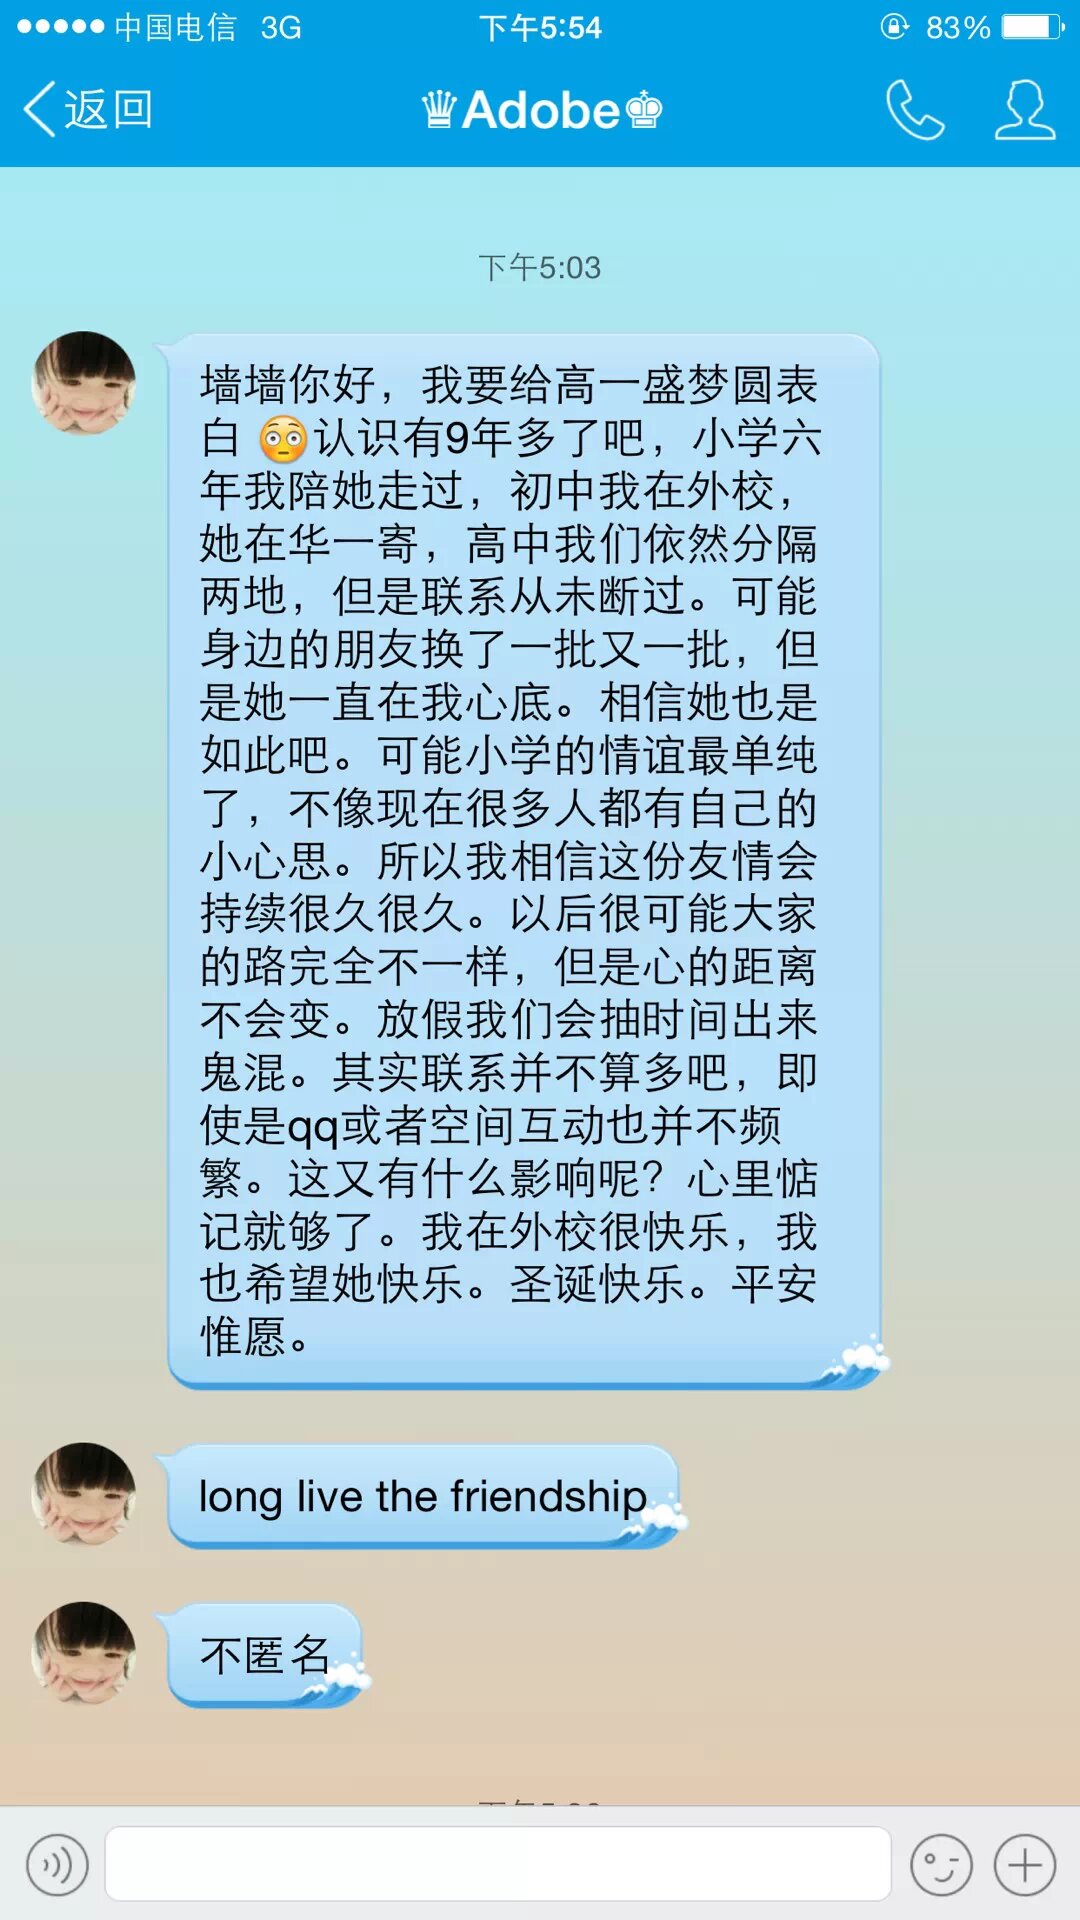 中国电信 3G 下午5:54 83%
返回 ♛Adobe♚
下午5:03
墙墙你好，我要给高一盛梦圆表
白 😳认识有9年多了吧，小学六
年我陪她走过，初中我在外校，
她在华一寄，高中我们依然分隔
两地，但是联系从未断过。可能
身边的朋友换了一批又一批，但
是她一直在我心底。相信她也是
如此吧。可能小学的情谊最单纯
了，不像现在很多人都有自己的
小心思。所以我相信这份友情会
持续很久很久。以后很可能大家
的路完全不一样，但是心的距离
不会变。放假我们会抽时间出来
鬼混。其实联系并不算多吧，即
使是qq或者空间互动也并不频
繁。这又有什么影响呢？心里惦
记就够了。我在外校很快乐，我
也希望她快乐。圣诞快乐。平安
惟愿。
long live the friendship
不匿名